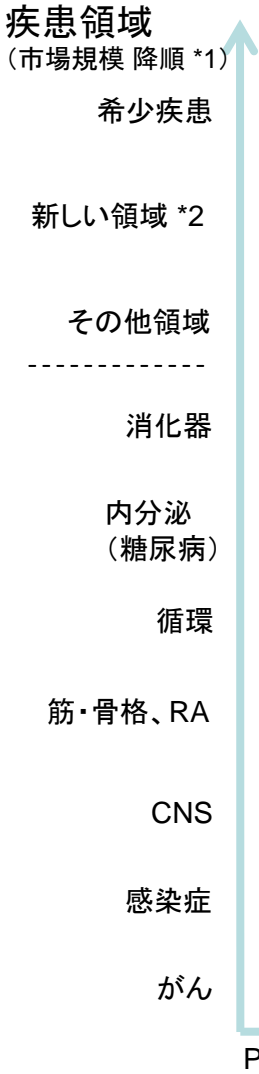 疾患領域
（市場規模 降順 *1）
希少疾患
新しい領域 *2
その他領域
-------------
消化器
内分泌
（糖尿病）
循環
筋・骨格、RA
CNS
感染症
がん
P